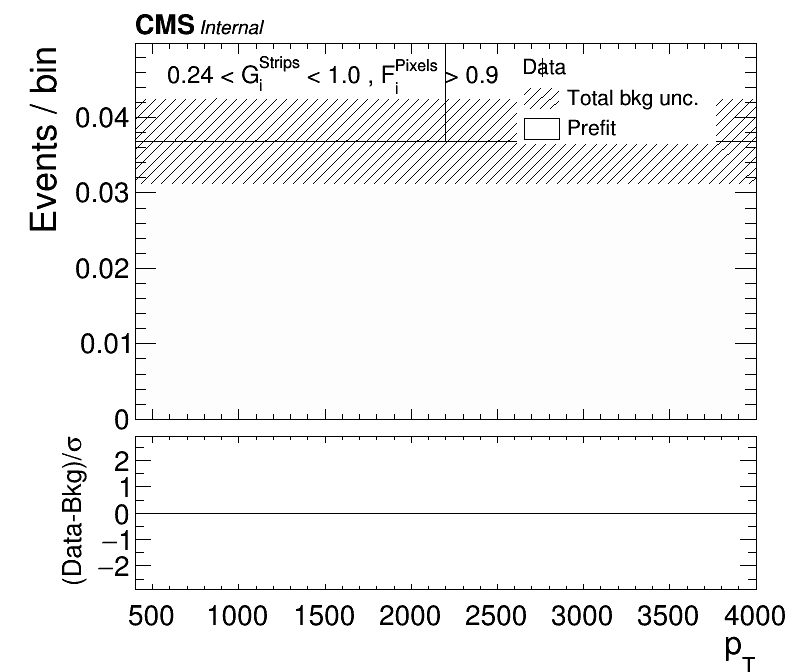 CMS Internal
Events / bin
0.24 < G_i^Strips < 1.0 , F_i^Pixels > 0.9
Data
Total bkg unc.
Prefit
0.04
0.03
0.02
0.01
0
(Data-Bkg)/σ
2
1
0
−1
−2
500 1000 1500 2000 2500 3000 3500 4000
p_T